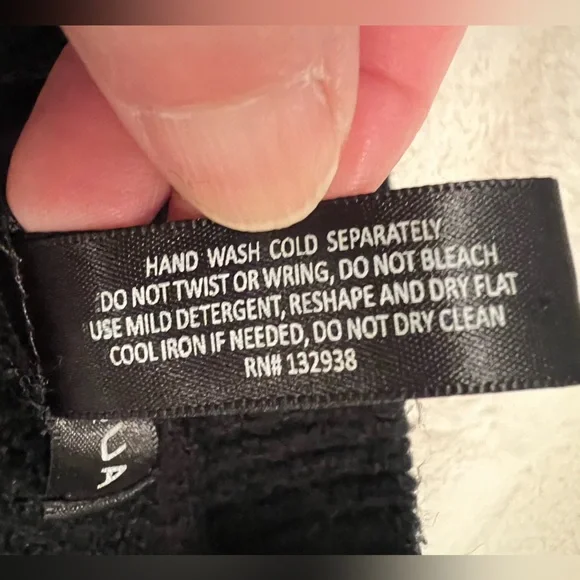 HAND WASH COLD SEPARATELY
DO NOT TWIST OR WRING, DO NOT BLEACH
USE MILD DETERGENT, RESHAPE AND DRY FLAT
COOL IRON IF NEEDED, DO NOT DRY CLEAN
RN# 132938